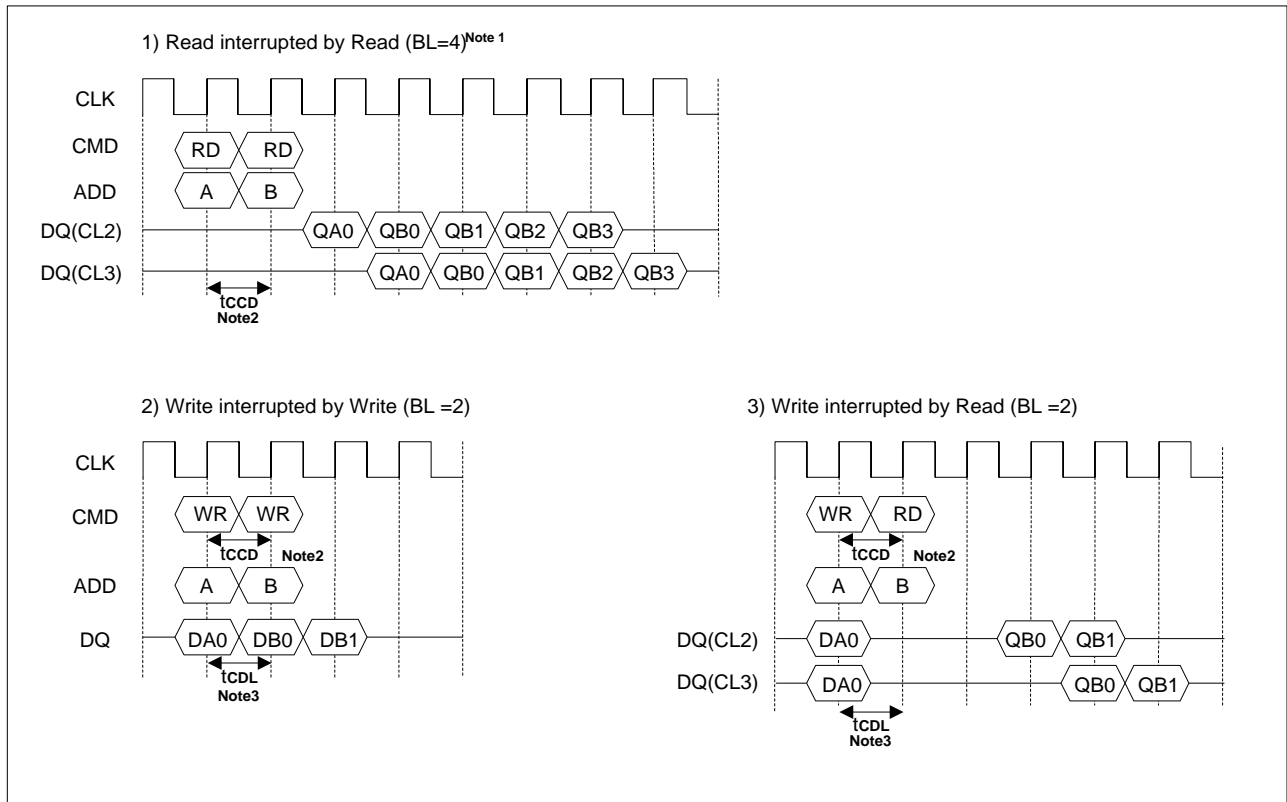 1) Read interrupted by Read (BL=4)Note 1
CLK
CMD RD RD
ADD A B
DQ(CL2) QA0 QB0 QB1 QB2 QB3
DQ(CL3) QA0 QB0 QB1 QB2 QB3
tCCD
Note2
2) Write interrupted by Write (BL =2)
CLK
CMD WR WR
tCCD Note2
ADD A B
DQ DA0 DB0 DB1
tCDL
Note3
3) Write interrupted by Read (BL =2)
WR RD
tCCD Note2
A B
DQ(CL2) DA0 QB0 QB1
DQ(CL3) DA0 QB0 QB1
tCDL
Note3